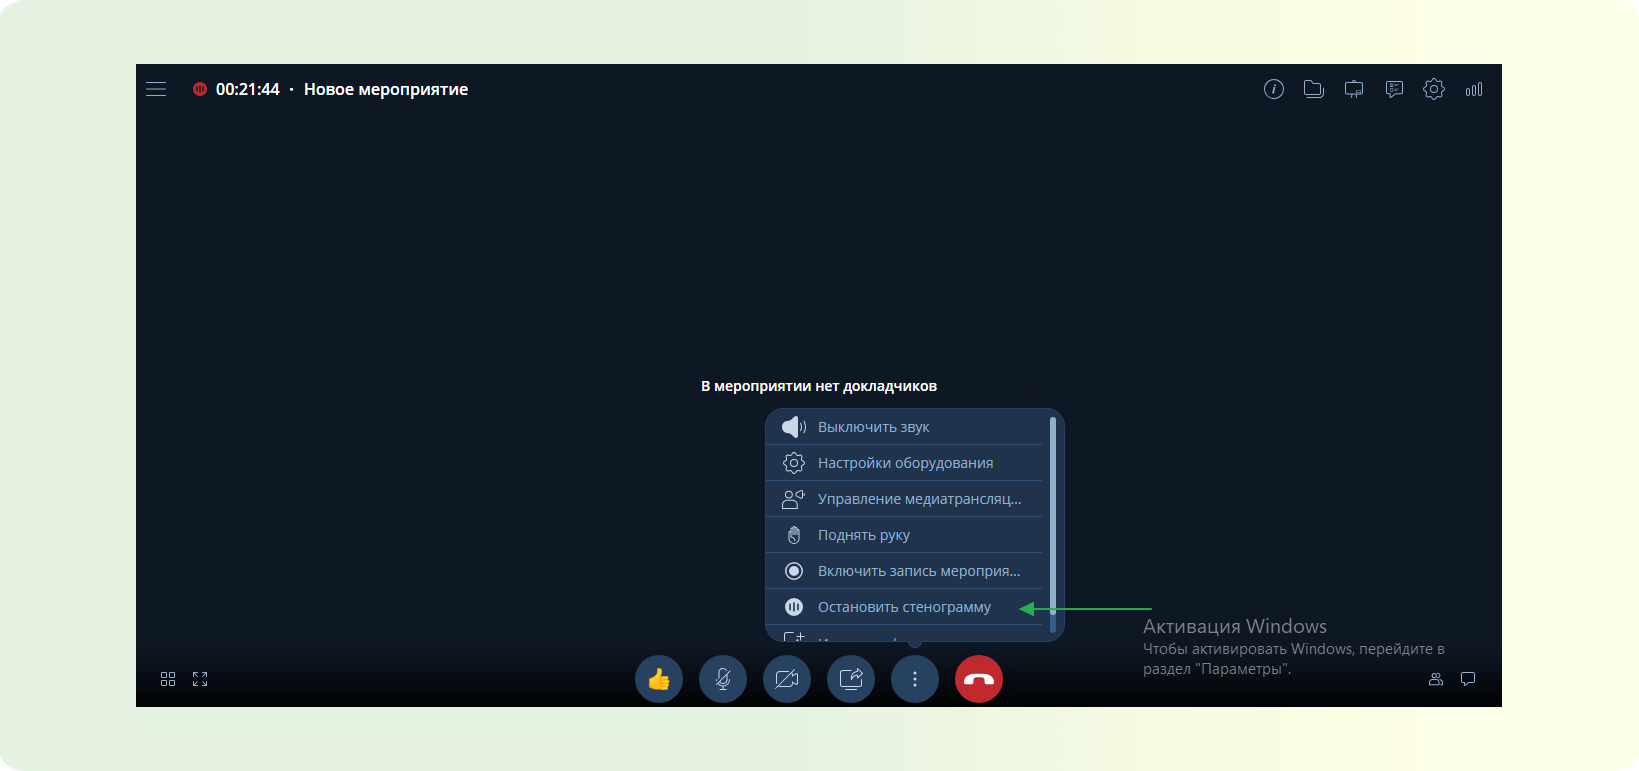 00:21:44 · Новое мероприятие
В мероприятии нет докладчиков
Выключить звук
Настройки оборудования
Управление медиатрансляц...
Поднять руку
Включить запись мероприя...
Остановить стенограмму
Активация Windows
Чтобы активировать Windows, перейдите в
раздел "Параметры".